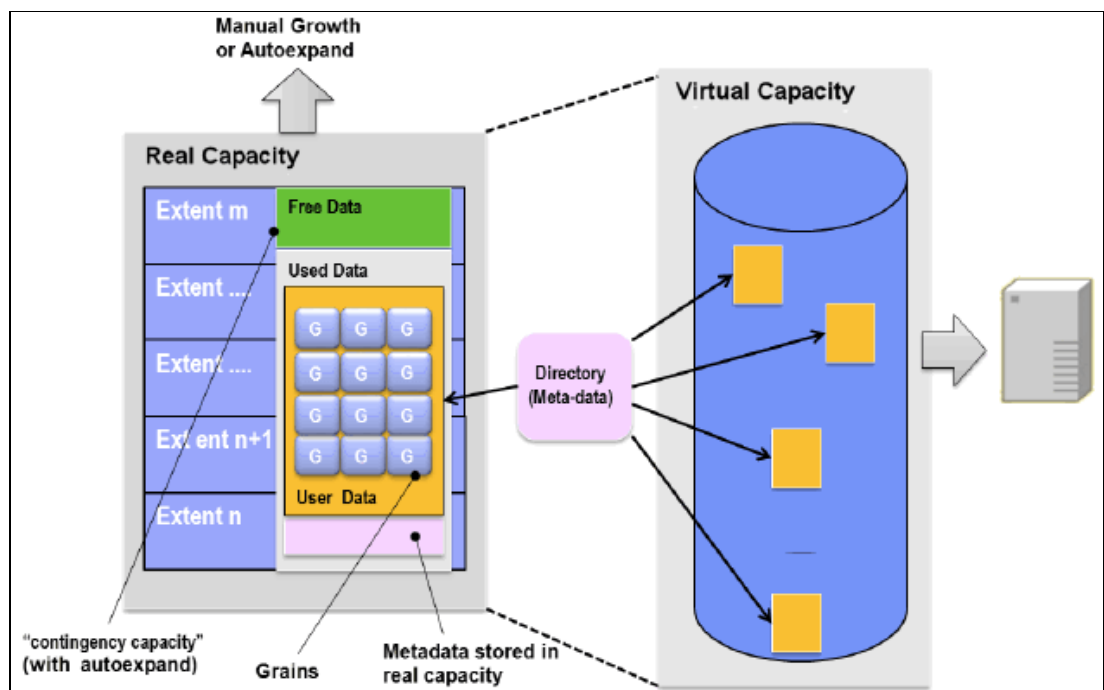 Manual Growth
or Autoexpand
Real Capacity
Virtual Capacity
Extent m
Free Data
Used Data
Extent ....
Extent ....
Ext ent n+1
Extent n
G G G
G G G
G G G
G G G
User Data
Directory
(Meta-data)
"contingency capacity"
(with autoexpand)
Grains
Metadata stored in
real capacity